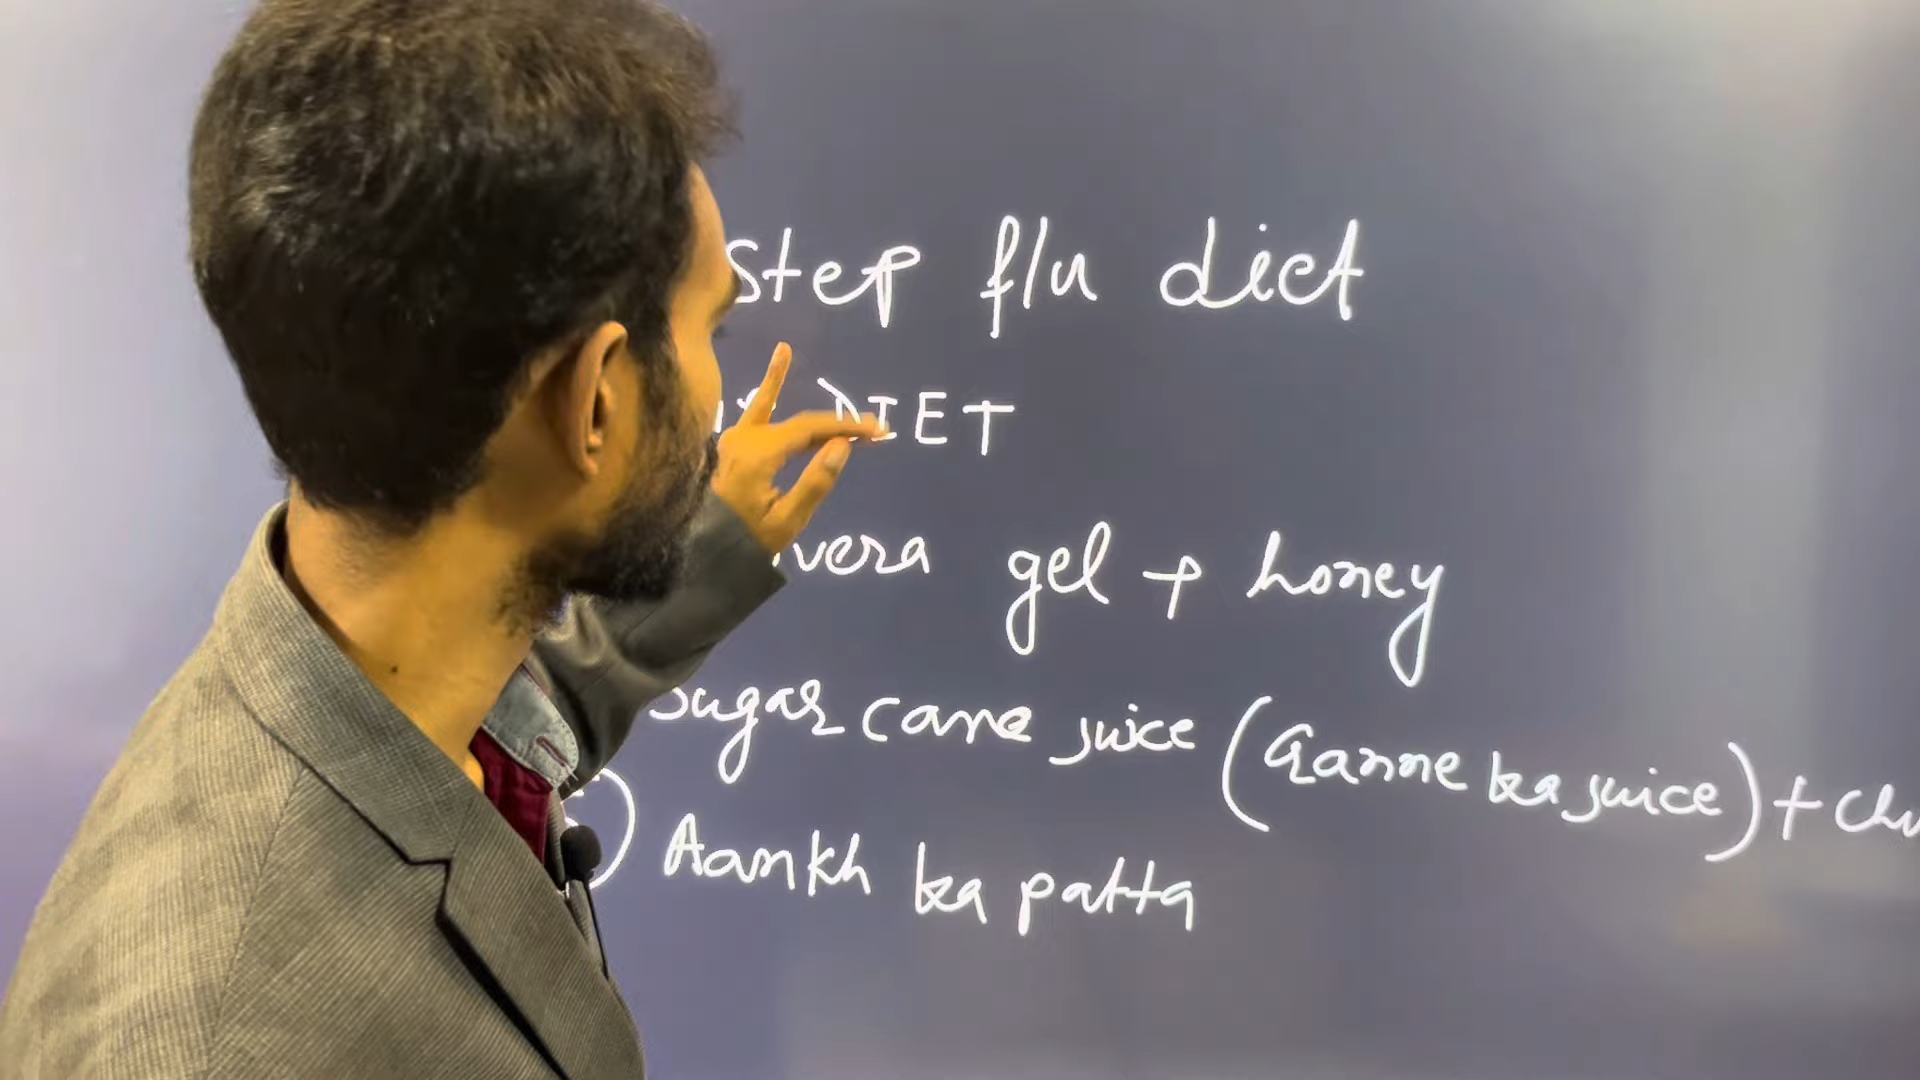 step flu diet
DIET
vera gel + honey
Sugar cane juice (Ganne ka juice) +
) Aankh ka patta